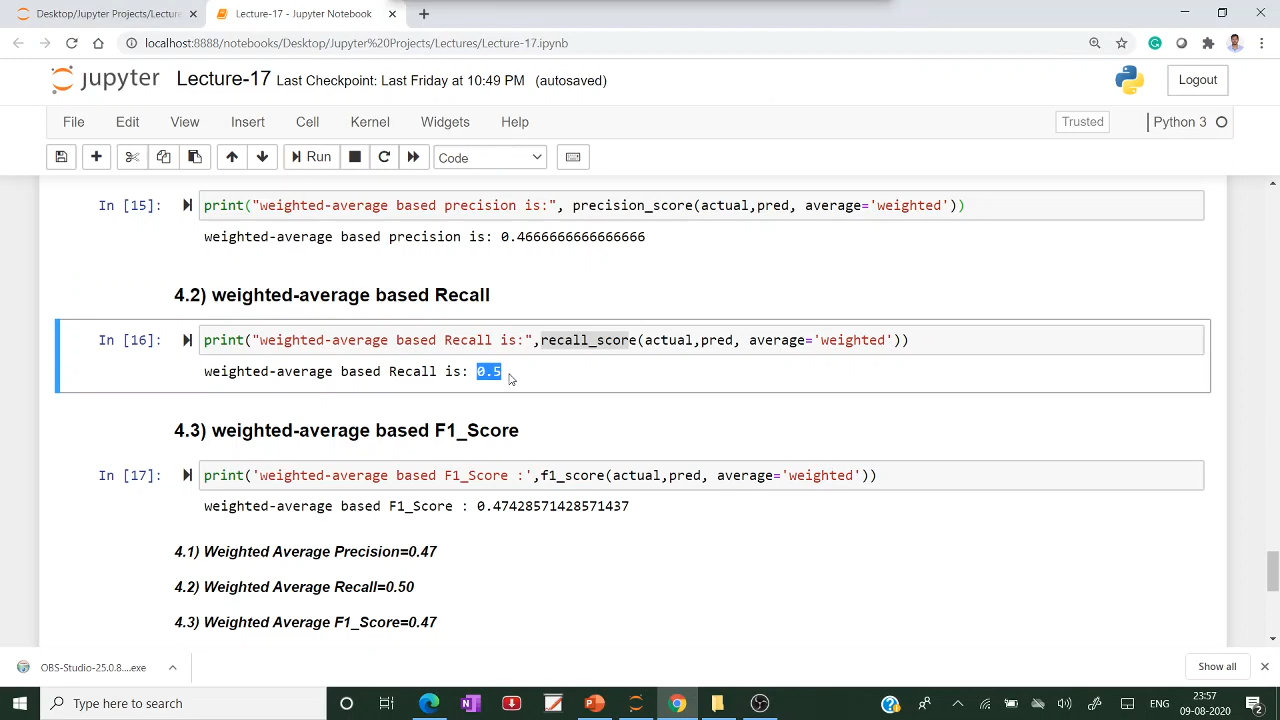 Desktop/Jupyter Projects/Lecture
Lecture-17 - Jupyter Notebook
localhost:8888/notebooks/Desktop/Jupyter%20Projects/Lectures/Lecture-17.ipynb
jupyter Lecture-17 Last Checkpoint: Last Friday at 10:49 PM (autosaved)
Logout
File Edit View Insert Cell Kernel Widgets Help Trusted Python 3
Run Code
In [15]: print("weighted-average based precision is:", precision_score(actual,pred, average='weighted'))
weighted-average based precision is: 0.4666666666666666
4.2) weighted-average based Recall
In [16]: print("weighted-average based Recall is:",recall_score(actual,pred, average='weighted'))
weighted-average based Recall is: 0.5
4.3) weighted-average based F1_Score
In [17]: print('weighted-average based F1_Score :',f1_score(actual,pred, average='weighted'))
weighted-average based F1_Score : 0.47428571428571437
4.1) Weighted Average Precision=0.47
4.2) Weighted Average Recall=0.50
4.3) Weighted Average F1_Score=0.47
OBS-Studio-25.0.8....exe
Show all
Type here to search
ENG
23:57
09-08-2020
2